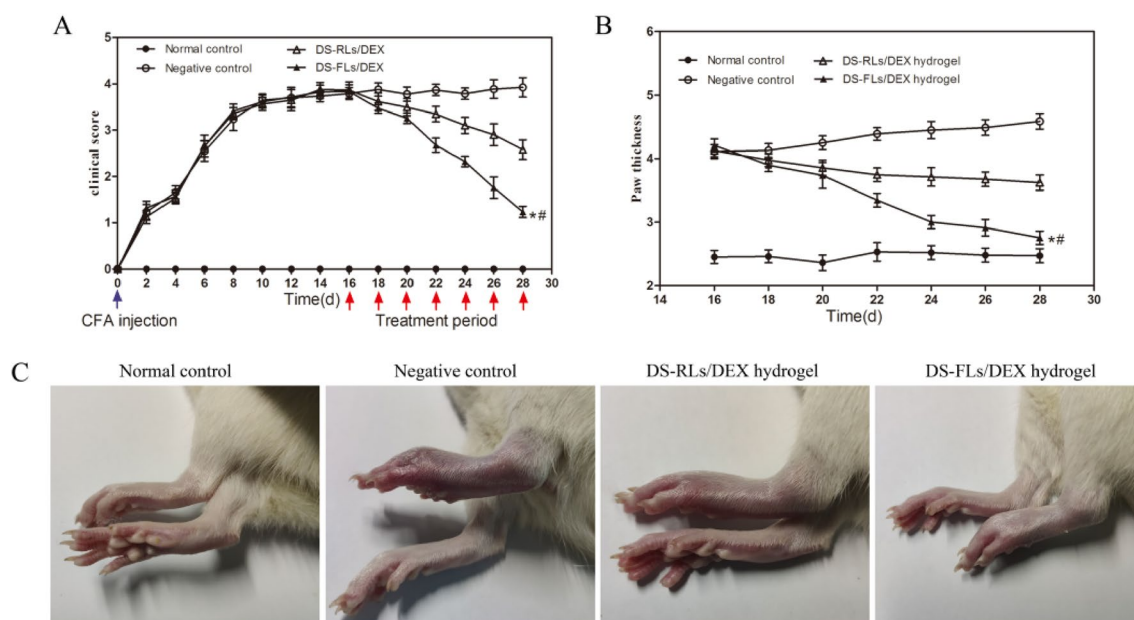 A
Normal control
DS-RLs/DEX
Negative control
DS-FLs/DEX
clinical score
5
4
3
2
1
0
*#
0 2 4 6 8 10 12 14 16 18 20 22 24 26 28 30
Time(d)
CFA injection
Treatment period
B
Normal control
DS-RLs/DEX hydrogel
Negative control
DS-FLs/DEX hydrogel
Paw thickness
6
5
4
3
2
*#
14 16 18 20 22 24 26 28 30
Time(d)
C
Normal control
Negative control
DS-RLs/DEX hydrogel
DS-FLs/DEX hydrogel